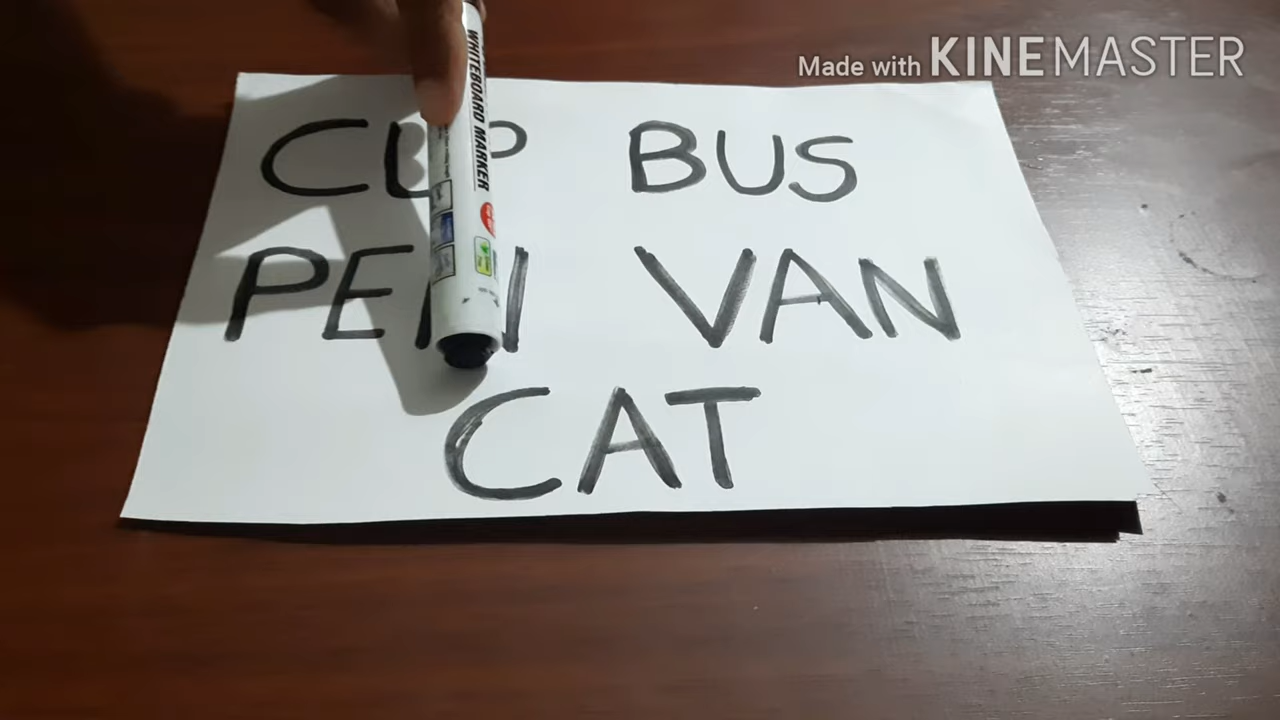 Made with KINEMASTER
WHITEBOARD MARKER
CUP BUS
PEN VAN
CAT